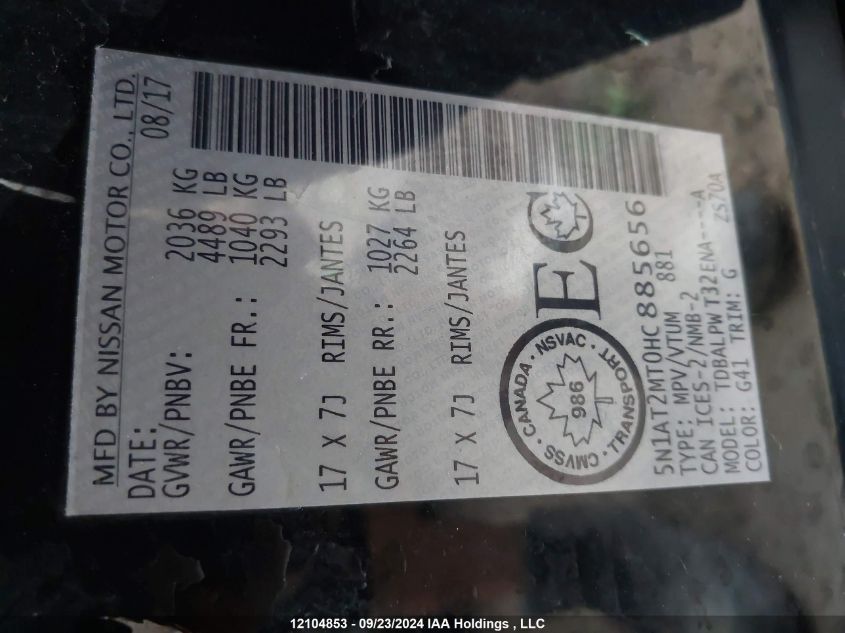 MFD BY NISSAN MOTOR CO., LTD.
DATE: 08/17
GVWR/PNBV: 2036 KG
4489 LB
GAWR/PNBE FR.: 1040 KG
2293 LB
17 X 7J RIMS/JANTES
GAWR/PNBE RR.: 1027 KG
2264 LB
17 X 7J RIMS/JANTES
CANADA · NSVAC · TRANSPORT · CMVSS ·
986
EC
5N1AT2MT0HC885656
TYPE: MPV/VTUM 881
CAN ICES-2/NMB-2
MODEL: TDBALPW T32ENA----A
COLOR: G41 TRIM: G ZS70A
12104853 - 09/23/2024 IAA Holdings , LLC